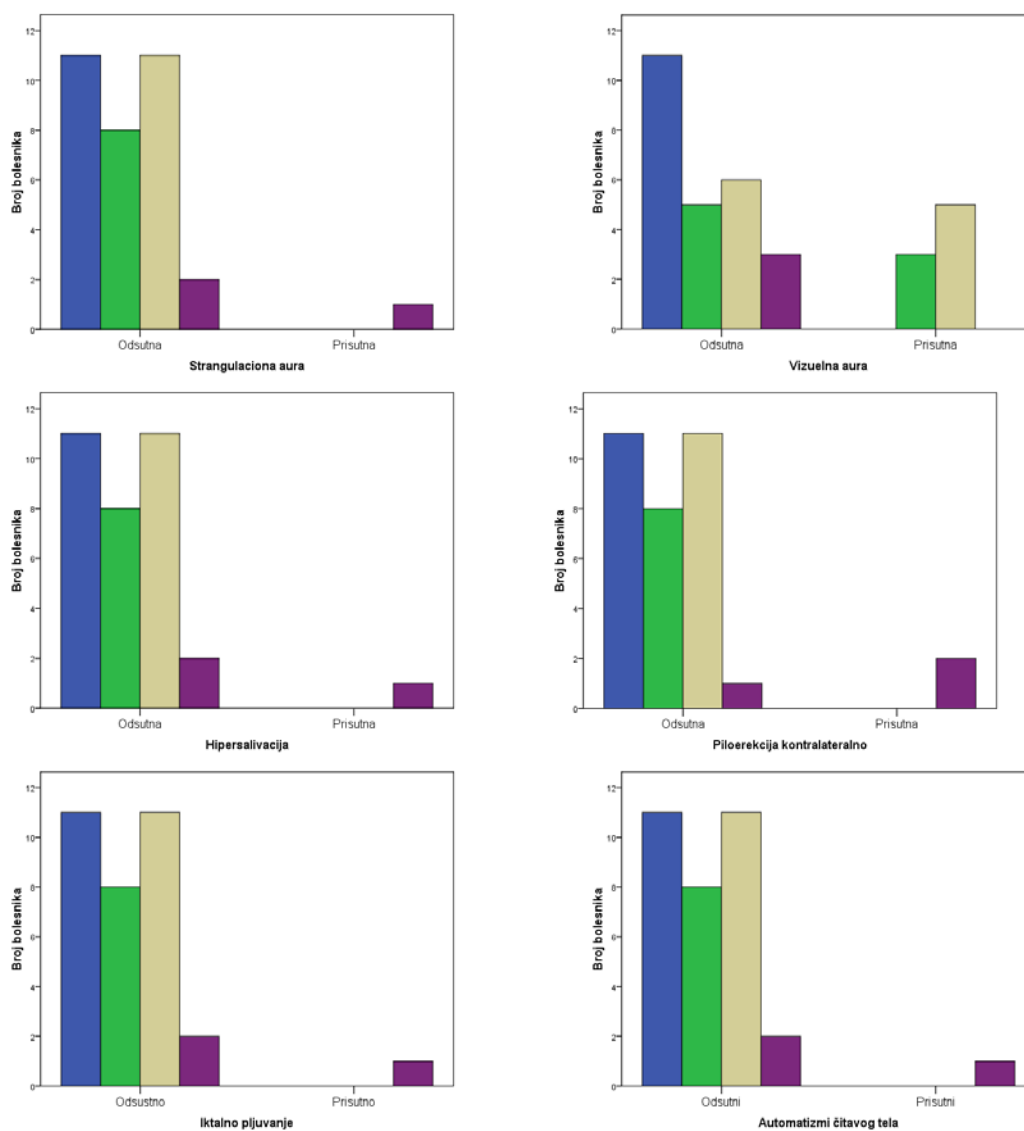 12
10
8
6
4
2
0
Broj bolesnika
Odsutna
Prisutna
Strangulaciona aura
12
10
8
6
4
2
0
Broj bolesnika
Odsutna
Prisutna
Vizuelna aura
12
10
8
6
4
2
0
Broj bolesnika
Odsutna
Prisutna
Hipersalivacija
12
10
8
6
4
2
0
Broj bolesnika
Odsutna
Prisutna
Piloerekcija kontralateralno
12
10
8
6
4
2
0
Broj bolesnika
Odsustno
Prisutno
Iktalno pljuvanje
12
10
8
6
4
2
0
Broj bolesnika
Odsutni
Prisutni
Automatizmi čitavog tela